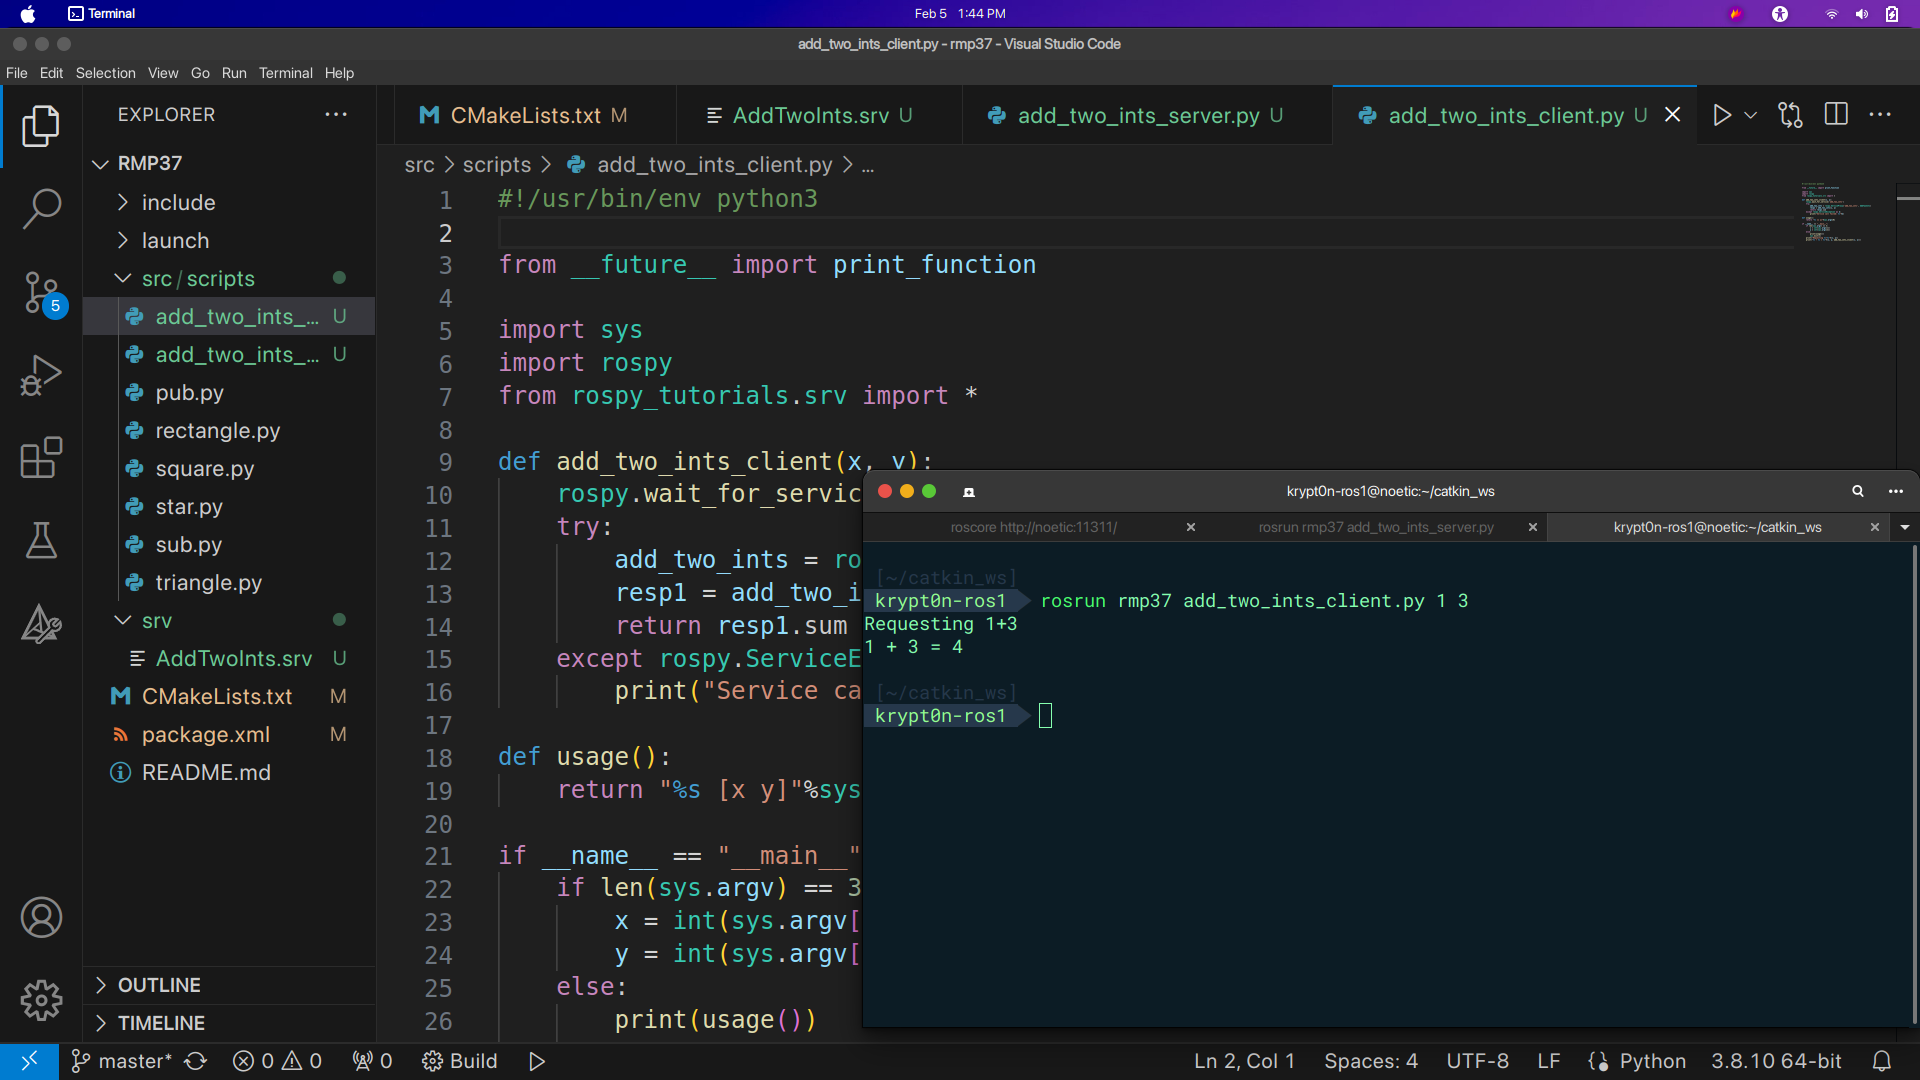 Terminal
Feb 5 1:44 PM
add_two_ints_client.py - rmp37 - Visual Studio Code
File Edit Selection View Go Run Terminal Help
EXPLORER
CMakeLists.txt M
AddTwoInts.srv U
add_two_ints_server.py U
add_two_ints_client.py U
src > scripts > add_two_ints_client.py > ...
RMP37
include
launch
src / scripts
add_two_ints_... U
add_two_ints_... U
pub.py
rectangle.py
square.py
star.py
sub.py
triangle.py
srv
AddTwoInts.srv U
CMakeLists.txt M
package.xml M
README.md
OUTLINE
TIMELINE
5
1 #!/usr/bin/env python3
2
3 from __future__ import print_function
4
5 import sys
6 import rospy
7 from rospy_tutorials.srv import *
8
9 def add_two_ints_client(x, y):
10 rospy.wait_for_servic
11 try:
12 add_two_ints = ro
13 resp1 = add_two_i
14 return resp1.sum
15 except rospy.ServiceE
16 print("Service ca
17
18 def usage():
19 return "%s [x y]"%sys
20
21 if __name__ == "__main__"
22 if len(sys.argv) == 3
23 x = int(sys.argv[
24 y = int(sys.argv[
25 else:
26 print(usage())
krypt0n-ros1@noetic:~/catkin_ws
roscore http://noetic:11311/
rosrun rmp37 add_two_ints_server.py
krypt0n-ros1@noetic:~/catkin_ws
[~/catkin_ws]
krypt0n-ros1 rosrun rmp37 add_two_ints_client.py 1 3
Requesting 1+3
1 + 3 = 4
[~/catkin_ws]
krypt0n-ros1
master* 0 0 0 Build
Ln 2, Col 1 Spaces: 4 UTF-8 LF Python 3.8.10 64-bit